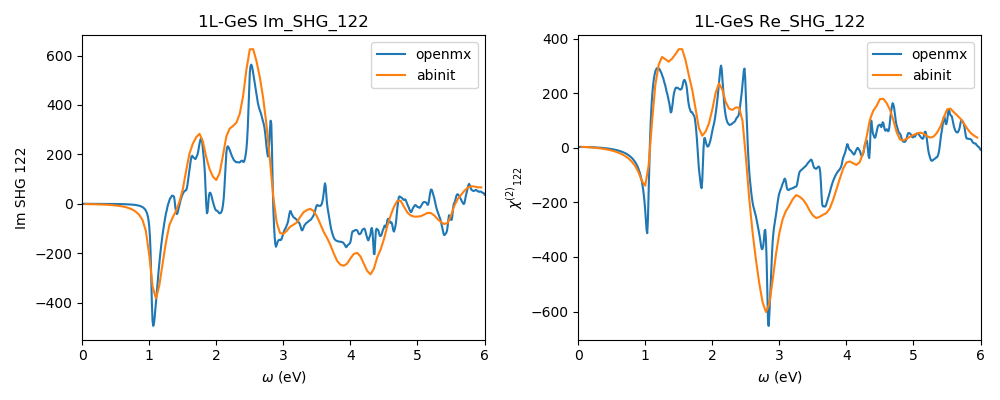 1L-GeS Im_SHG_122
openmx
abinit
Im SHG 122
600
400
200
0
−200
−400
0 1 2 3 4 5 6
ω (eV)
1L-GeS Re_SHG_122
openmx
abinit
χ⁽²⁾₁₂₂
400
200
0
−200
−400
−600
0 1 2 3 4 5 6
ω (eV)